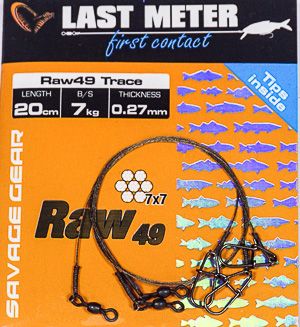 LAST METER
first contact
Raw49 Trace
LENGTH B/S THICKNESS
20cm 7kg 0.27mm
Tips inside
7x7
Raw49
SAVAGE GEAR